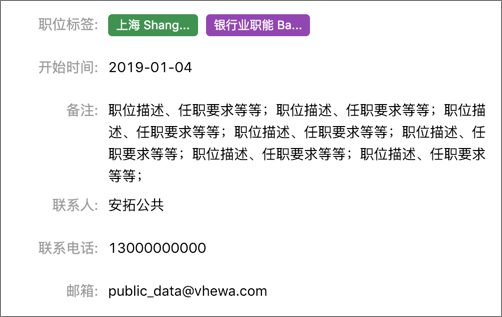 职位标签: 上海 Shang... 银行业职能 Ba...
开始时间: 2019-01-04
备注: 职位描述、任职要求等等；职位描述、任职要求等等；职位描
述、任职要求等等；职位描述、任职要求等等；职位描述、任
职要求等等；职位描述、任职要求等等；职位描述、任职要求
等等；
联系人: 安拓公共
联系电话: 13000000000
邮箱: public_data@vhewa.com